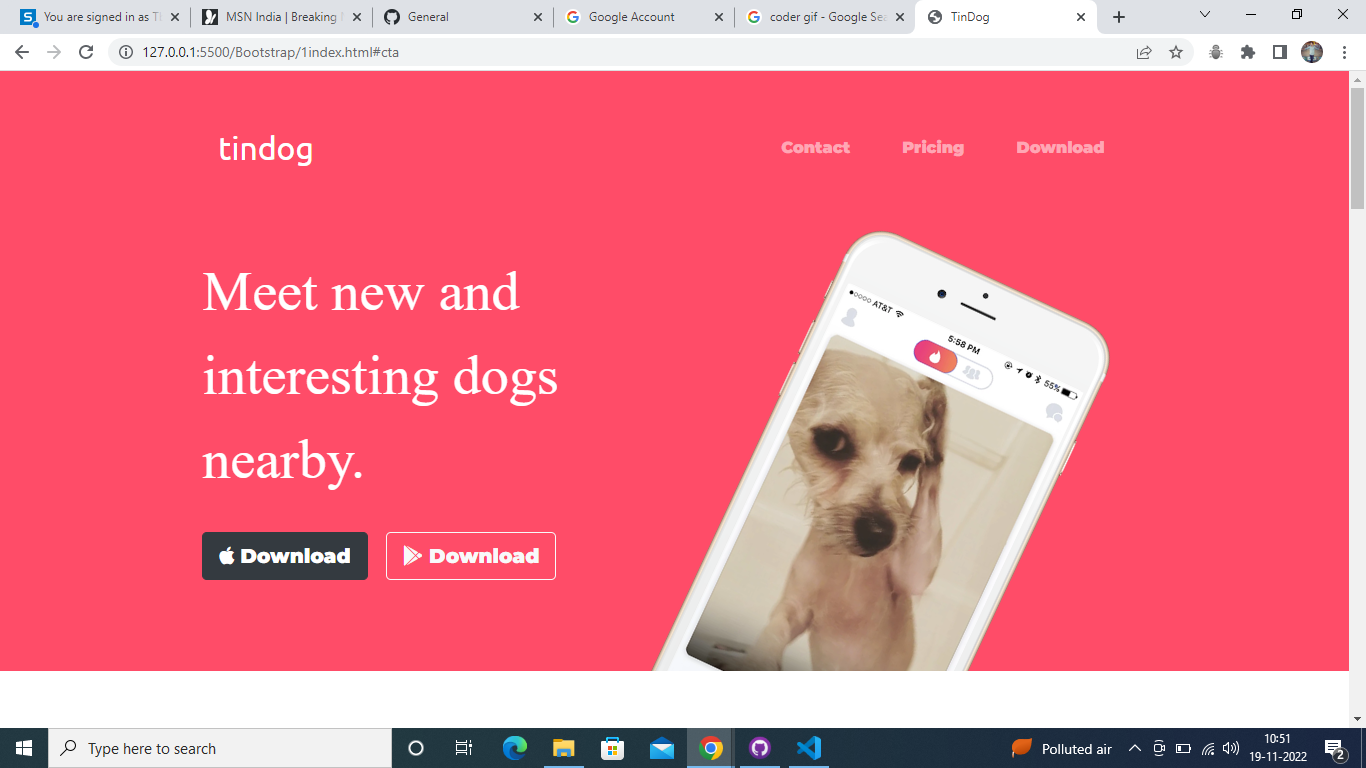 You are signed in as Ti
MSN India | Breaking N
General
Google Account
coder gif - Google Sea
TinDog
127.0.0.1:5500/Bootstrap/1index.html#cta
tindog
Contact
Pricing
Download
Meet new and
interesting dogs
nearby.
Download
Download
AT&T
5:58 PM
55%
Type here to search
Polluted air
10:51
19-11-2022
2